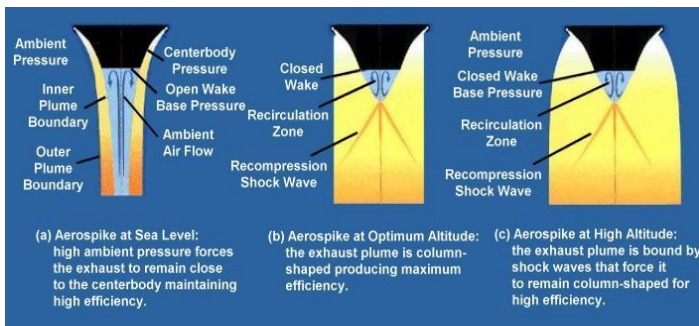 Ambient
Pressure
Centerbody
Pressure
Inner
Plume
Boundary
Open Wake
Base Pressure
Ambient
Air Flow
Outer
Plume
Boundary
(a) Aerospike at Sea Level:
high ambient pressure forces
the exhaust to remain close
to the centerbody maintaining
high efficiency.
Closed
Wake
Recirculation
Zone
Recompression
Shock Wave
(b) Aerospike at Optimum Altitude:
the exhaust plume is column-
shaped producing maximum
efficiency.
Ambient
Pressure
Closed Wake
Base Pressure
Recirculation
Zone
Recompression
Shock Wave
(c) Aerospike at High Altitude:
the exhaust plume is bound by
shock waves that force it
to remain column-shaped for
high efficiency.